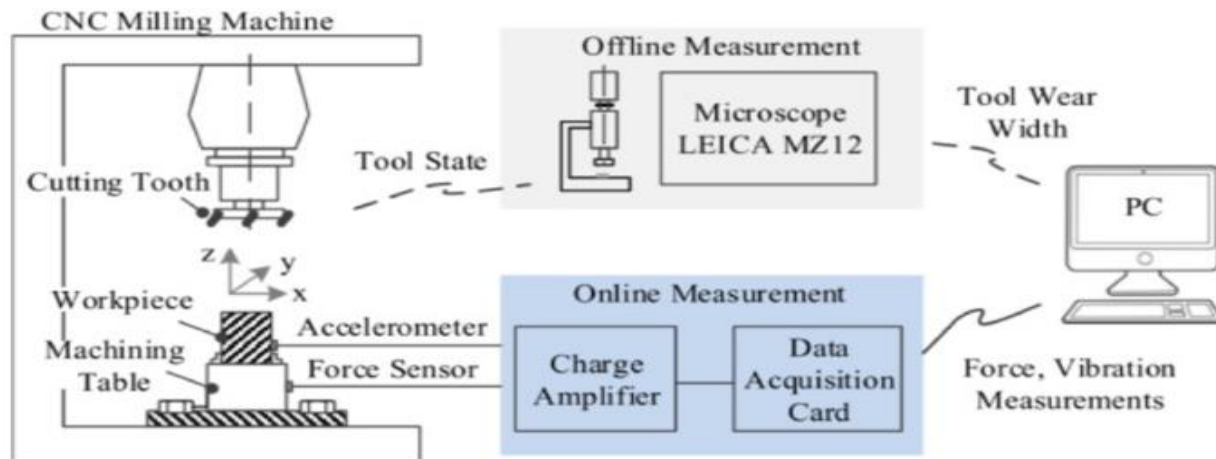 CNC Milling Machine
Offline Measurement
Microscope
LEICA MZ12
Tool Wear
Width
Tool State
Cutting Tooth
PC
z
y
x
Workpiece
Online Measurement
Accelerometer
Machining
Table
Force Sensor
Charge
Amplifier
Data
Acquisition
Card
Force, Vibration
Measurements